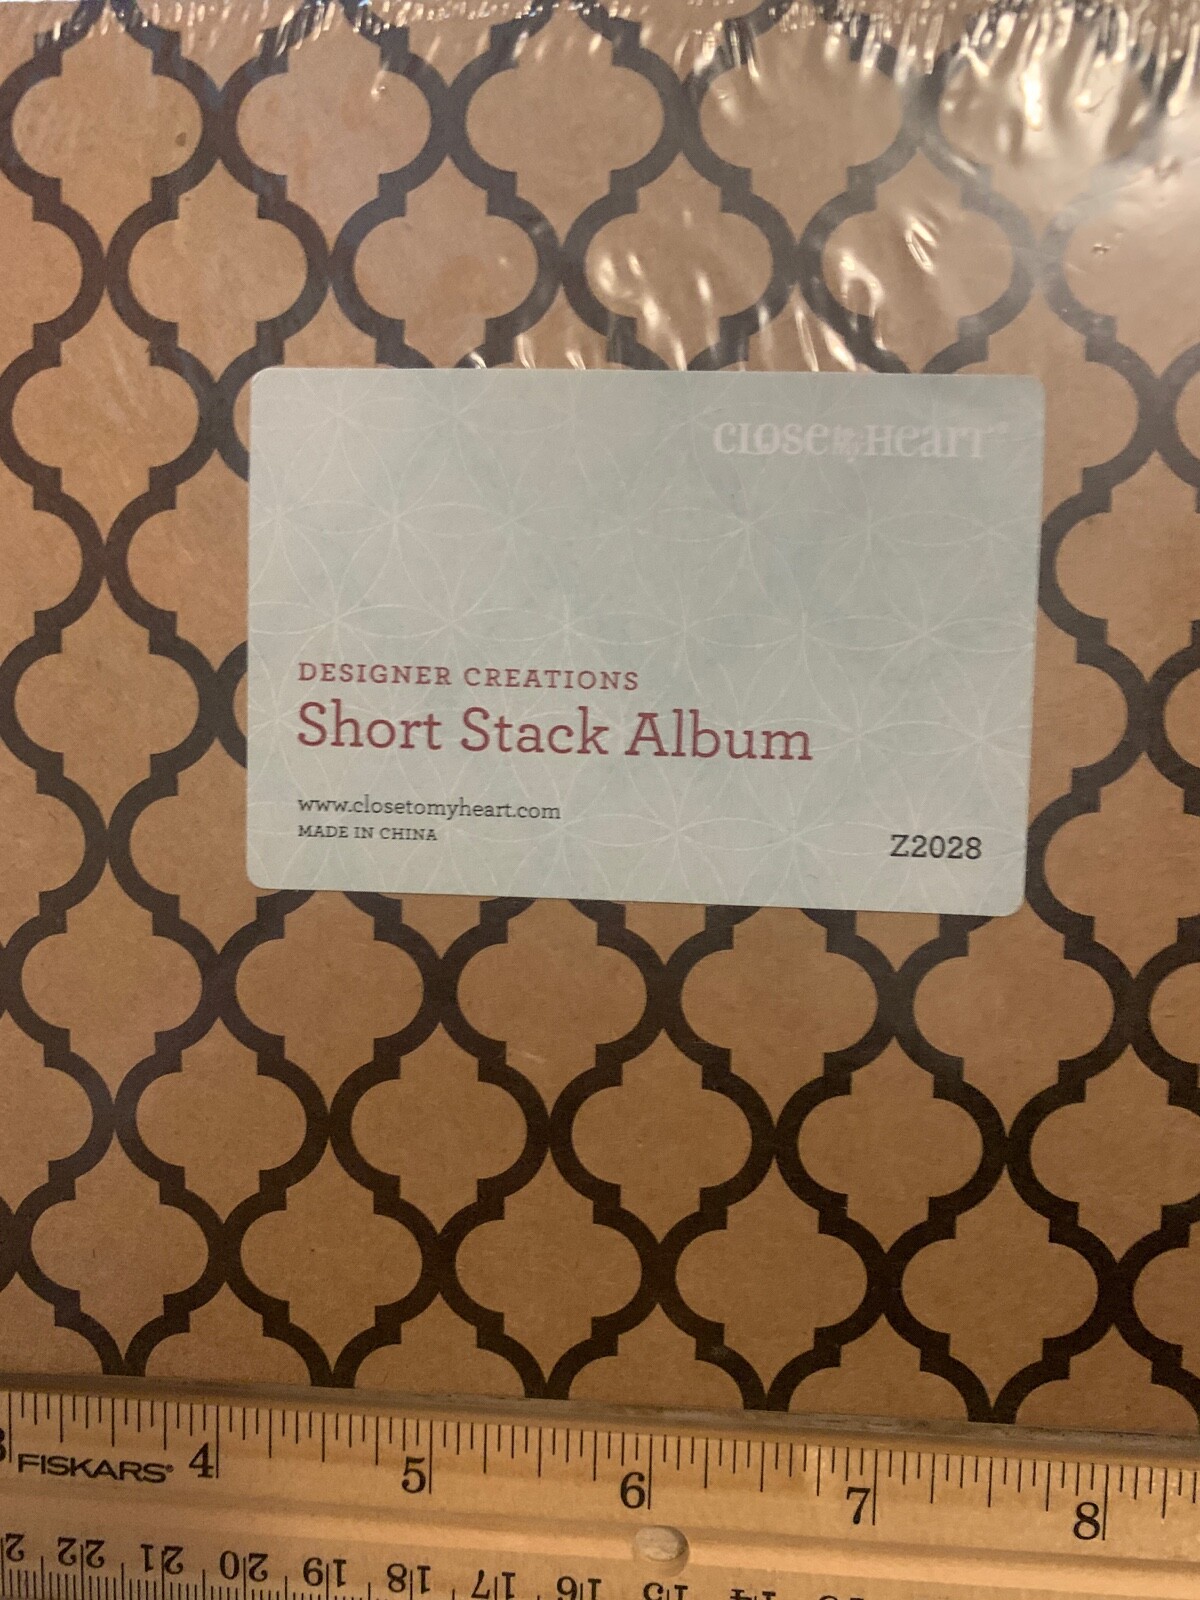 CLOSE to my HEART®
DESIGNER CREATIONS
Short Stack Album
www.closetomyheart.com
MADE IN CHINA
Z2028
3 FISKARS® 4 5 6 7 8
22 21 20 19 18 17 16 15 14